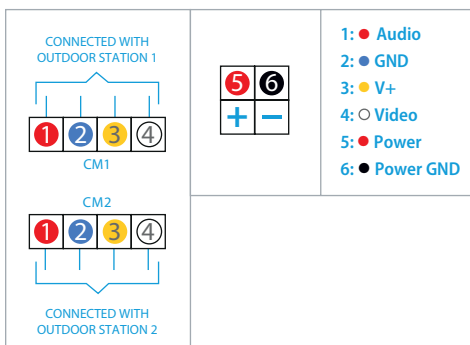 CONNECTED WITH
OUTDOOR STATION 1
1 2 3 4
CM1
CM2
1 2 3 4
CONNECTED WITH
OUTDOOR STATION 2
5 6
+ −
1: Audio
2: GND
3: V+
4: Video
5: Power
6: Power GND